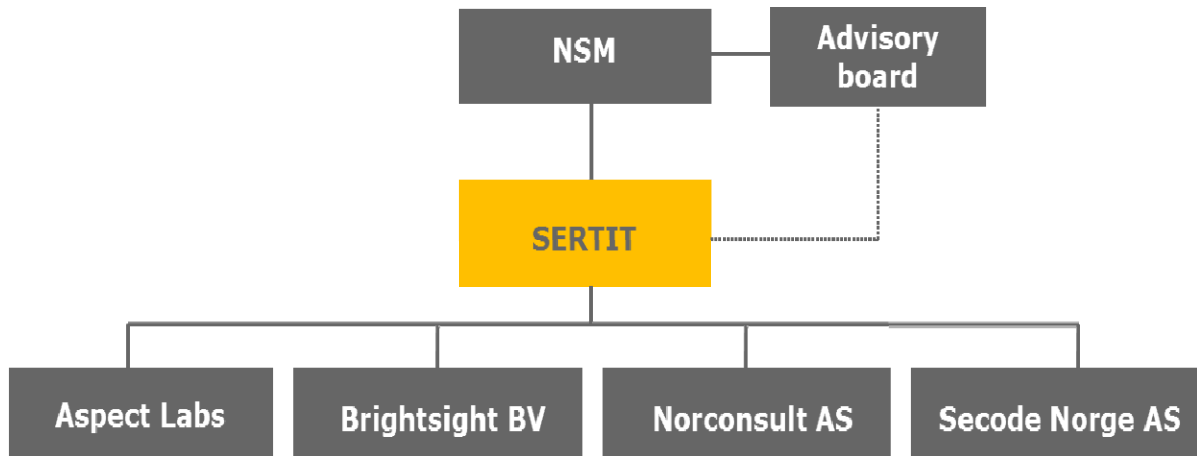 NSM
Advisory
board
SERTIT
Aspect Labs
Brightsight BV
Norconsult AS
Secode Norge AS